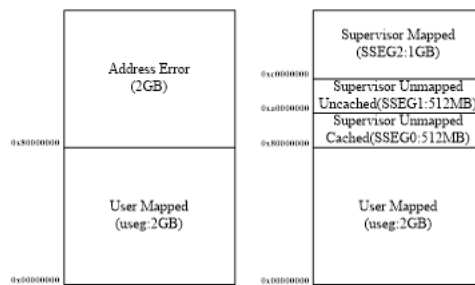 Address Error
(2GB)
0x80000000
User Mapped
(useg:2GB)
0x00000000
Supervisor Mapped
(SSEG2:1GB)
0xc0000000
Supervisor Unmapped
Uncached(SSEG1:512MB)
0xa0000000
Supervisor Unmapped
Cached(SSEG0:512MB)
0x80000000
User Mapped
(useg:2GB)
0x00000000